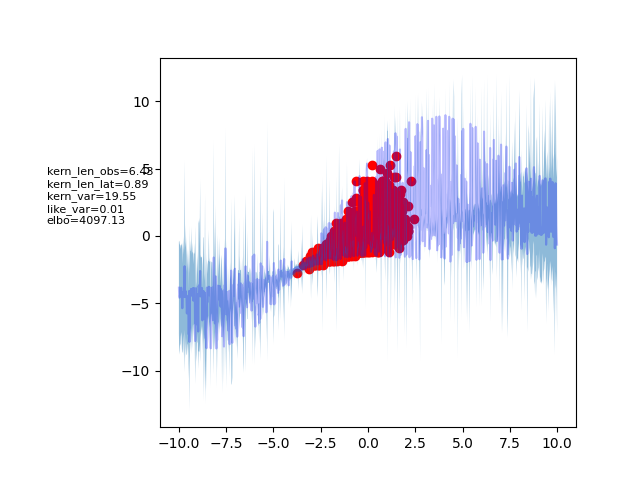 10
5
0
−5
−10
kern_len_obs=6.43
kern_len_lat=0.89
kern_var=19.55
like_var=0.01
elbo=4097.13
−10.0 −7.5 −5.0 −2.5 0.0 2.5 5.0 7.5 10.0